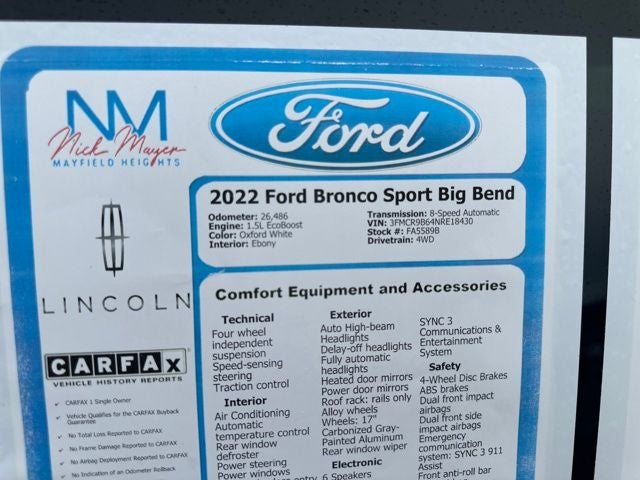 NM
Nick Mayer
MAYFIELD HEIGHTS
Ford
2022 Ford Bronco Sport Big Bend
Odometer: 26,486
Engine: 1.5L EcoBoost
Color: Oxford White
Interior: Ebony
Transmission: 8-Speed Automatic
VIN: 3FMCR9B64NRE18430
Stock #: FA5589B
Drivetrain: 4WD
LINCOLN
CARFAX
VEHICLE HISTORY REPORTS
CARFAX 1 Single Owner
Vehicle Qualifies for the CARFAX Buyback
Guarantee
No Total Loss Reported to CARFAX
No Frame Damage Reported to CARFAX
No Airbag Deployment Reported to CARFAX
No Indication of an Odometer Rollback
Comfort Equipment and Accessories
Technical
Four wheel
independent
suspension
Speed-sensing
steering
Traction control
Interior
Air Conditioning
Automatic
temperature control
Rear window
defroster
Power steering
Power windows
entry
Exterior
Auto High-beam
Headlights
Delay-off headlights
Fully automatic
headlights
Heated door mirrors
Power door mirrors
Roof rack: rails only
Alloy wheels
Wheels: 17"
Carbonized Gray-
Painted Aluminum
Rear window wiper
Electronic
6 Speakers
SYNC 3
Communications &
Entertainment
System
Safety
4-Wheel Disc Brakes
ABS brakes
Dual front impact
airbags
Dual front side
impact airbags
Emergency
communication
system: SYNC 3 911
Assist
Front anti-roll bar